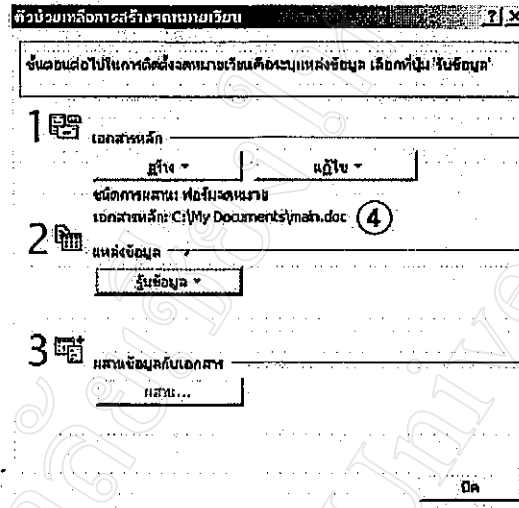 ตัวช่วยเหลือการสร้างจดหมายเวียน
ขั้นตอนต่อไปในการติดตั้งจดหมายเวียนคือระบุแหล่งข้อมูล เลือกที่ปุ่ม 'รับข้อมูล'
1 เอกสารหลัก
สร้าง
แก้ไข
ชนิดการผสาน: ฟอร์มจดหมาย
เอกสารหลัก: C:\My Documents\main.doc
4
2 แหล่งข้อมูล
รับข้อมูล
3 ผสานข้อมูลกับเอกสาร
ผสาน...
ปิด